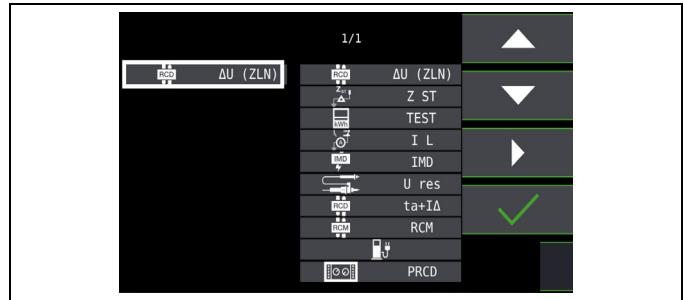 1/1
RCD ΔU (ZLN)
RCD ΔU (ZLN)
ZST Z ST
kWh TEST
A I L
IMD IMD
U res
RCD ta+IΔ
RCM RCM
PRCD